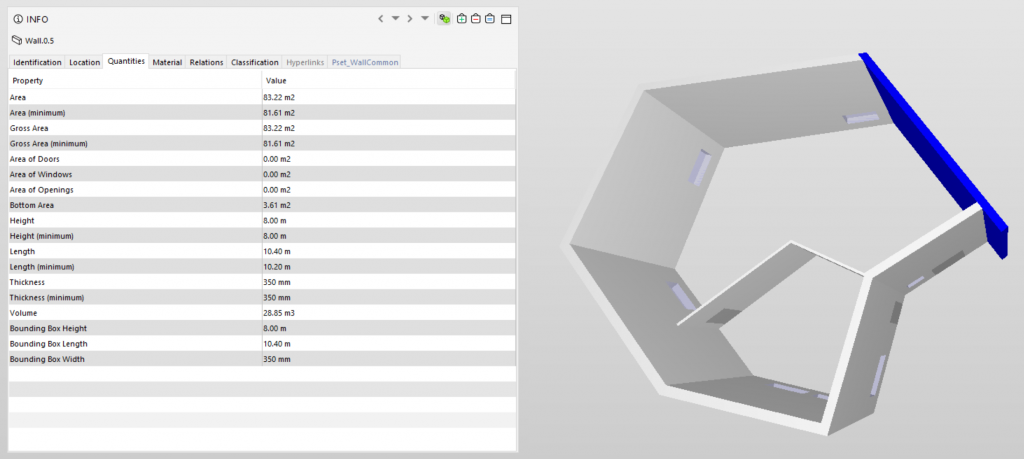 INFO
Wall.0.5
Identification Location Quantities Material Relations Classification Hyperlinks Pset_WallCommon
Property Value
Area 83.22 m2
Area (minimum) 81.61 m2
Gross Area 83.22 m2
Gross Area (minimum) 81.61 m2
Area of Doors 0.00 m2
Area of Windows 0.00 m2
Area of Openings 0.00 m2
Bottom Area 3.61 m2
Height 8.00 m
Height (minimum) 8.00 m
Length 10.40 m
Length (minimum) 10.20 m
Thickness 350 mm
Thickness (minimum) 350 mm
Volume 28.85 m3
Bounding Box Height 8.00 m
Bounding Box Length 10.40 m
Bounding Box Width 350 mm